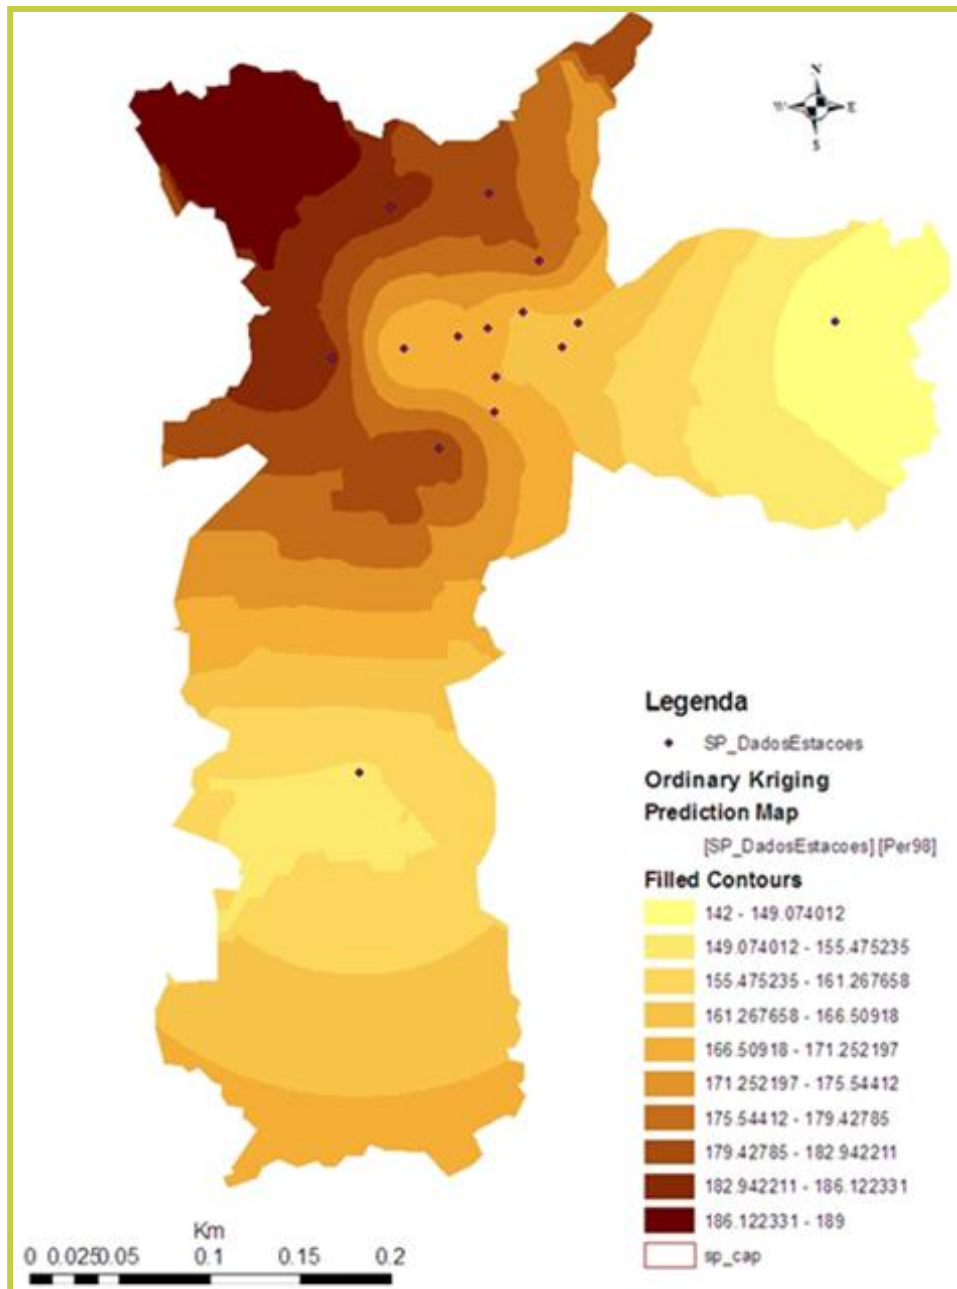 N
W E
S
Legenda
SP_DadosEstacoes
Ordinary Kriging
Prediction Map
[SP_DadosEstacoes].[Per98]
Filled Contours
142 - 149.074012
149.074012 - 155.475235
155.475235 - 161.267658
161.267658 - 166.50918
166.50918 - 171.252197
171.252197 - 175.54412
175.54412 - 179.42785
179.42785 - 182.942211
182.942211 - 186.122331
186.122331 - 189
sp_cap
Km
0 0.0250.05 0.1 0.15 0.2